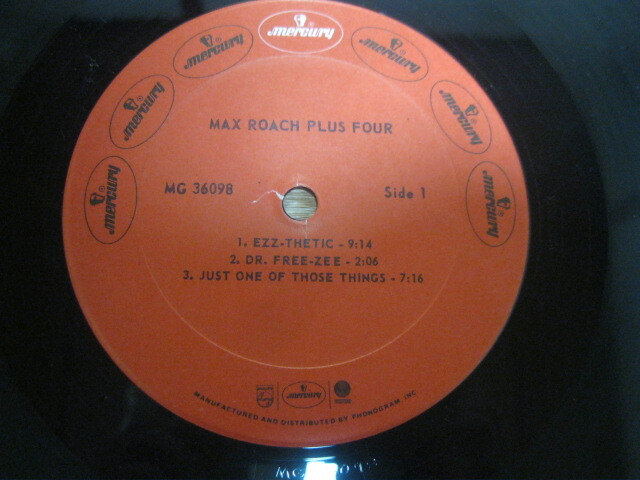 mercury
mercury
mercury
mercury
mercury
mercury
mercury
MAX ROACH PLUS FOUR
MG 36098
Side 1
1. EZZ-THETIC - 9:14
2. DR. FREE-ZEE - 2:06
3. JUST ONE OF THOSE THINGS - 7:16
mercury
MANUFACTURED AND DISTRIBUTED BY PHONOGRAM, INC.